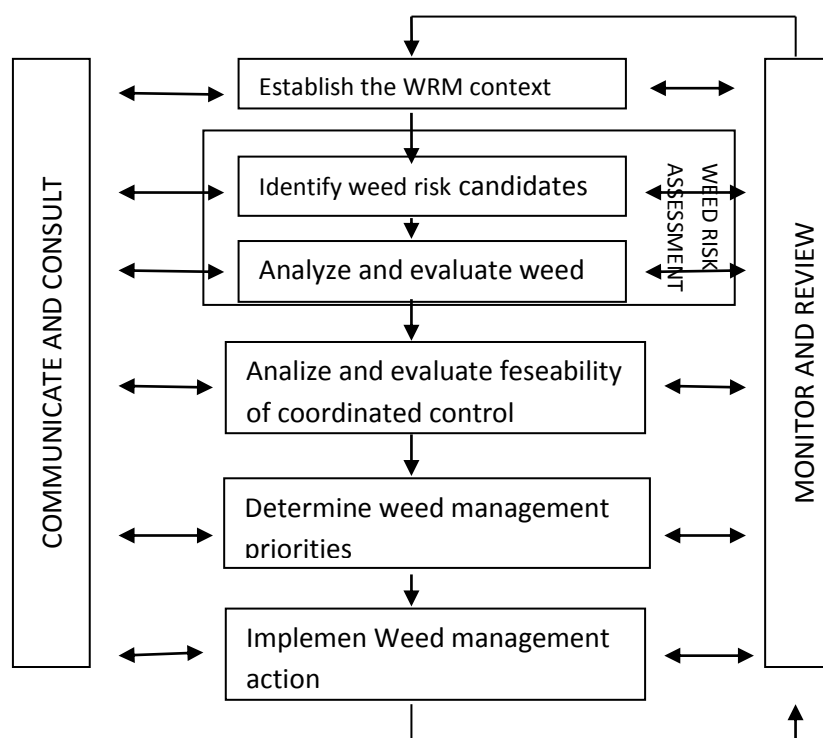 COMMUNICATE AND CONSULT
Establish the WRM context
Identify weed risk candidates
Analyze and evaluate weed
WEED RISK
ASSESSMENT
Analize and evaluate feseability
of coordinated control
Determine weed management
priorities
Implemen Weed management
action
MONITOR AND REVIEW